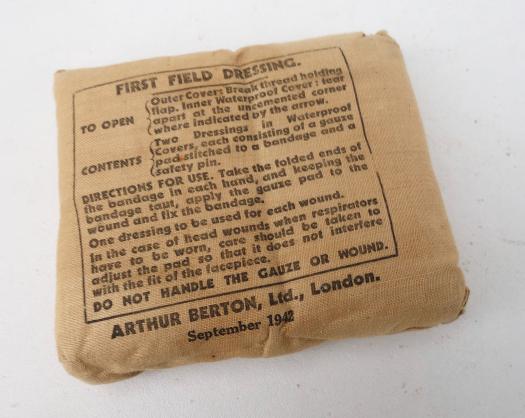 FIRST FIELD DRESSING.
TO OPEN
Outer Cover: Break thread holding
flap. Inner Waterproof Cover: tear
apart at the uncemented corner
where indicated by the arrow.
CONTENTS
Two Dressings in Waterproof
Covers, each consisting of a gauze
pad stitched to a bandage and a
safety pin.
DIRECTIONS FOR USE. Take the folded ends of
the bandage in each hand, and keeping the
bandage taut, apply the gauze pad to the
wound and fix the bandage.
One dressing to be used for each wound.
In the case of head wounds when respirators
have to be worn, care should be taken to
adjust the pad so that it does not interfere
with the fit of the facepiece.
DO NOT HANDLE THE GAUZE OR WOUND.
ARTHUR BERTON, Ltd., London.
September 1942